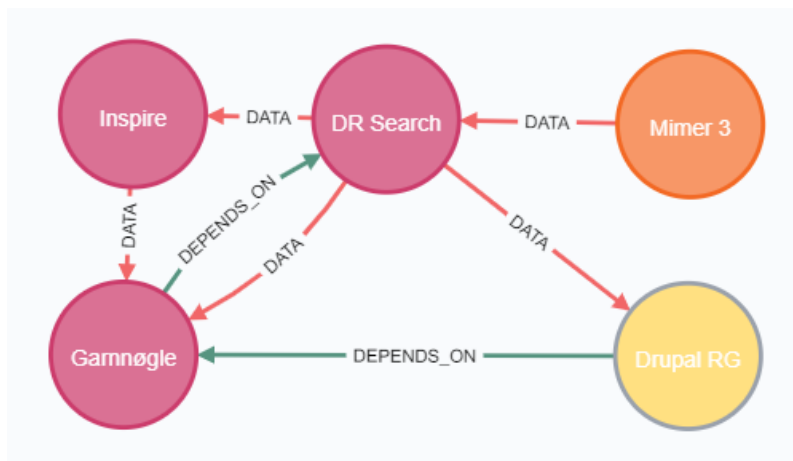 Inspire
DATA
DR Search
DATA
Mimer 3
DATA
DEPENDS_ON
DATA
DATA
Garnnøgle
DEPENDS_ON
Drupal RG